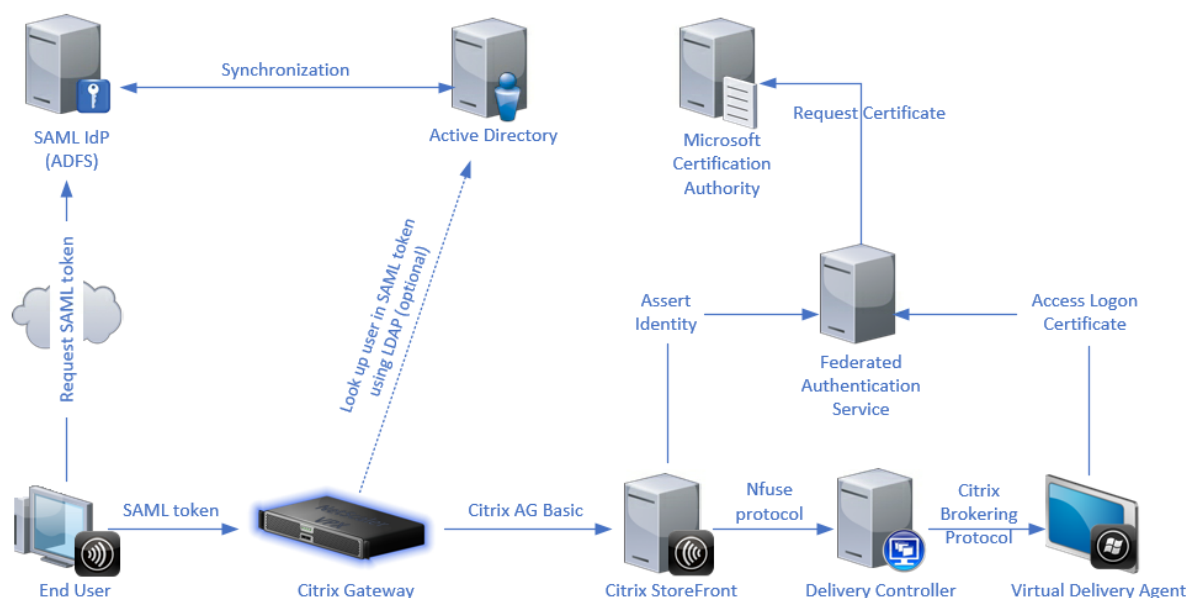 Synchronization
SAML IdP
(ADFS)
Active Directory
Request Certificate
Microsoft
Certification
Authority
Request SAML token
Look up user in SAML token
using LDAP (optional)
Assert
Identity
Access Logon
Certificate
Federated
Authentication
Service
SAML token
Citrix AG Basic
Nfuse
protocol
Citrix
Brokering
Protocol
End User
Citrix Gateway
Citrix StoreFront
Delivery Controller
Virtual Delivery Agent